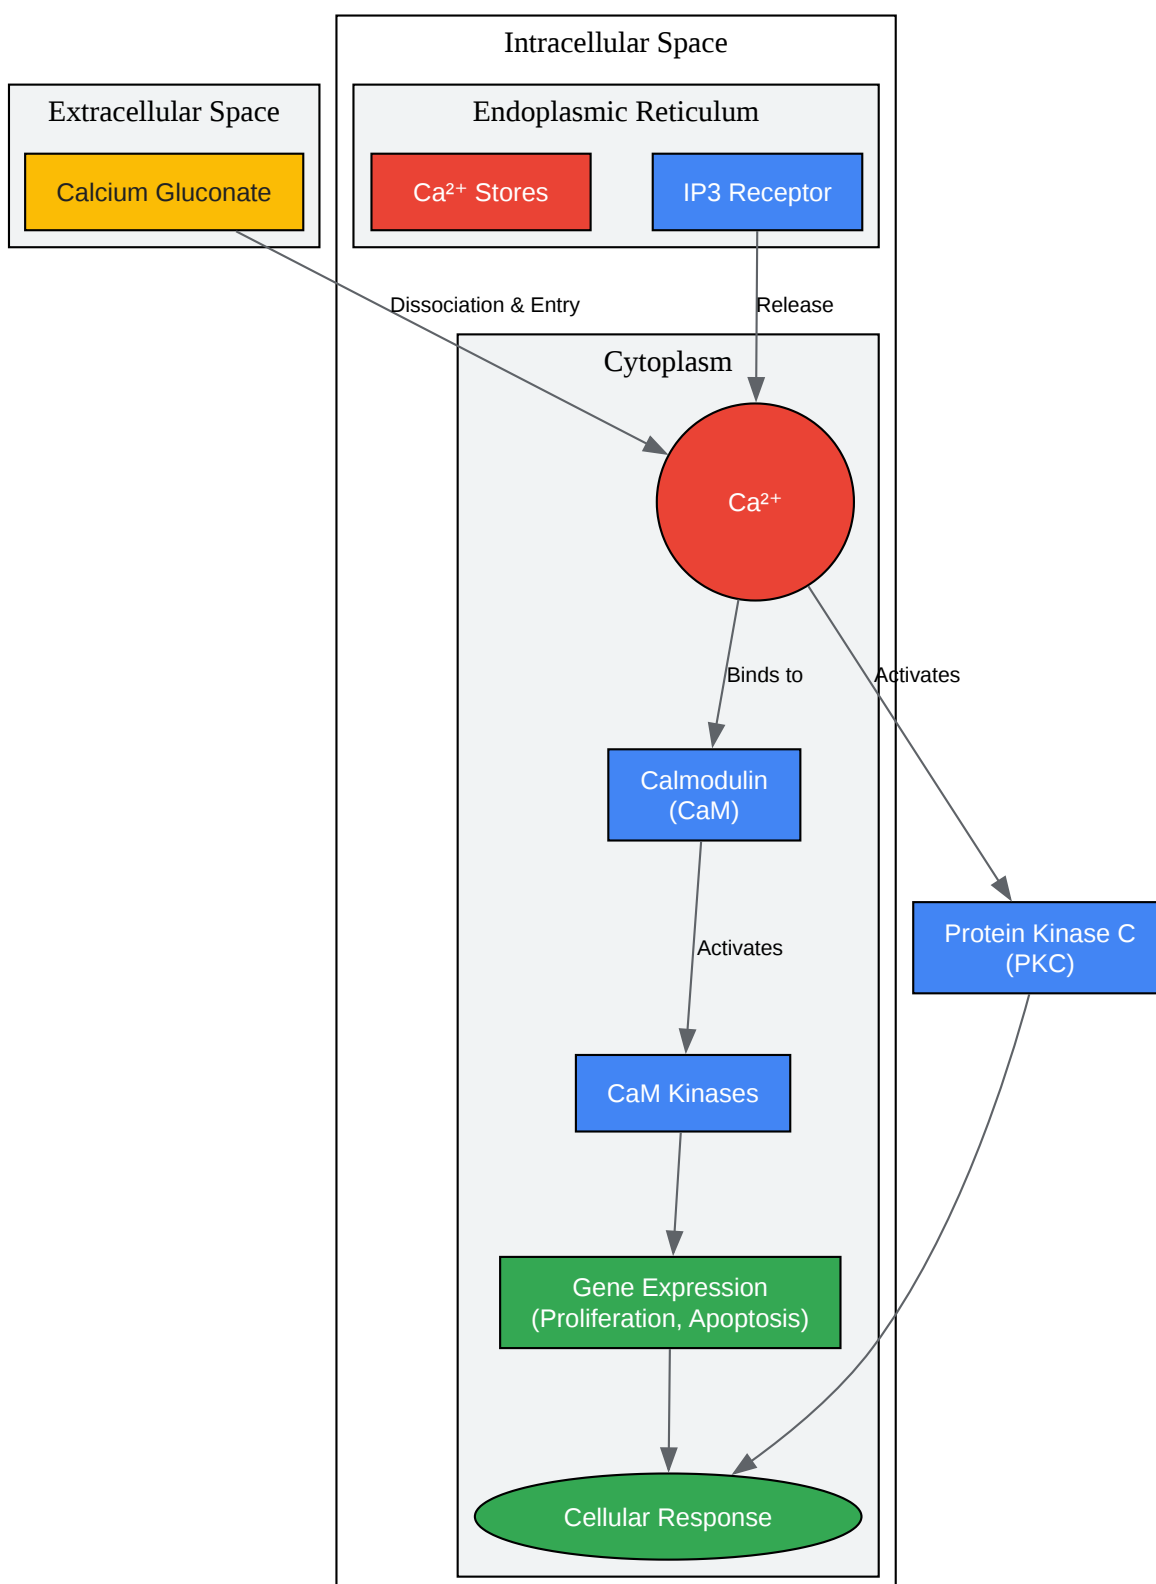 Intracellular Space
Extracellular Space
Endoplasmic Reticulum
Calcium Gluconate
Ca²⁺ Stores
IP3 Receptor
Dissociation & Entry
Release
Cytoplasm
Ca²⁺
Binds to
Activates
Calmodulin
(CaM)
Protein Kinase C
(PKC)
Activates
CaM Kinases
Gene Expression
(Proliferation, Apoptosis)
Cellular Response